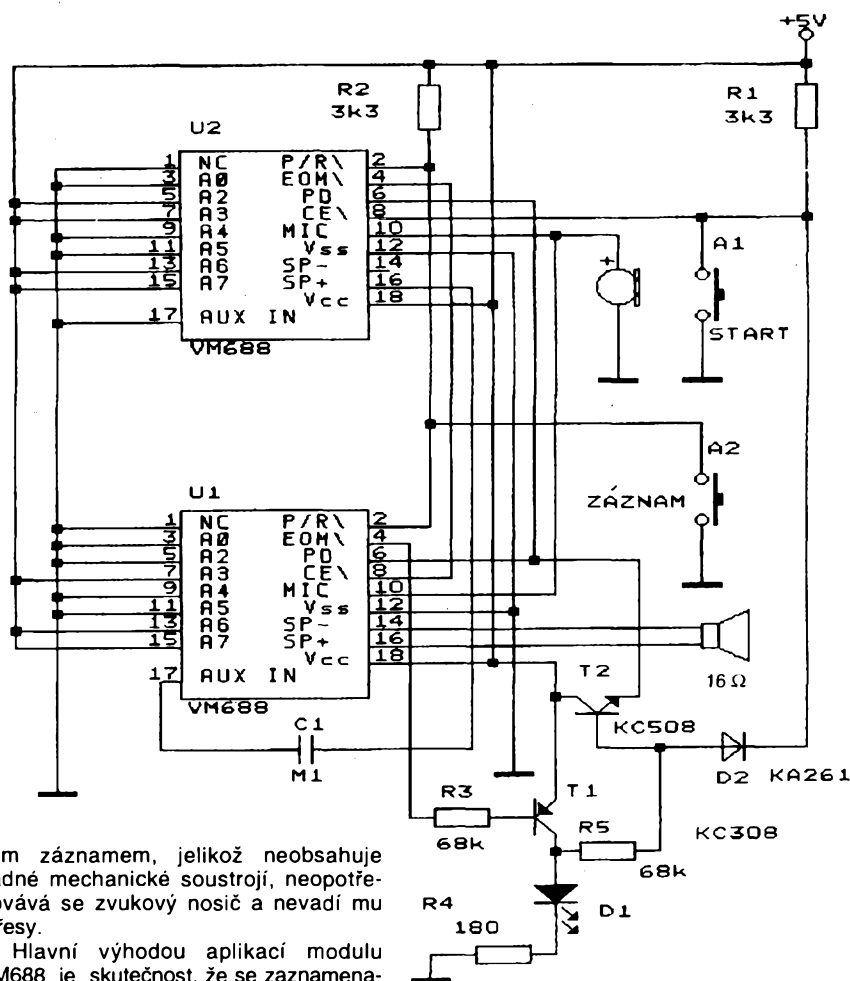 +5V
R2
3k3
R1
3k3
U2
1 NC P/R\ 2
3 A0 EOM\ 4
5 A2 PD 6
7 A3 CE\ 8
9 A4 MIC 10
11 A5 Vss 12
13 A6 SP- 14
15 A7 SP+ 16
Vcc 18
17 AUX IN
VM688
+
A1
START
A2
ZÁZNAM
U1
1 NC P/R\ 2
3 A0 EOM\ 4
5 A2 PD 6
7 A3 CE\ 8
9 A4 MIC 10
11 A5 Vss 12
13 A6 SP- 14
15 A7 SP+ 16
Vcc 18
17 AUX IN
VM688
16 Ω
T2
KC508
C1
M1
D2 KA261
R3
68k
T1
KC308
R5
68k
R4
180
D1
m záznamem, jelikož neobsahuje
adné mechanické soustrojí, neopotře-
ovává se zvukový nosič a nevadí mu
řesy.
Hlavní výhodou aplikací modulu
M688 je skutečnost, že se zaznamena-